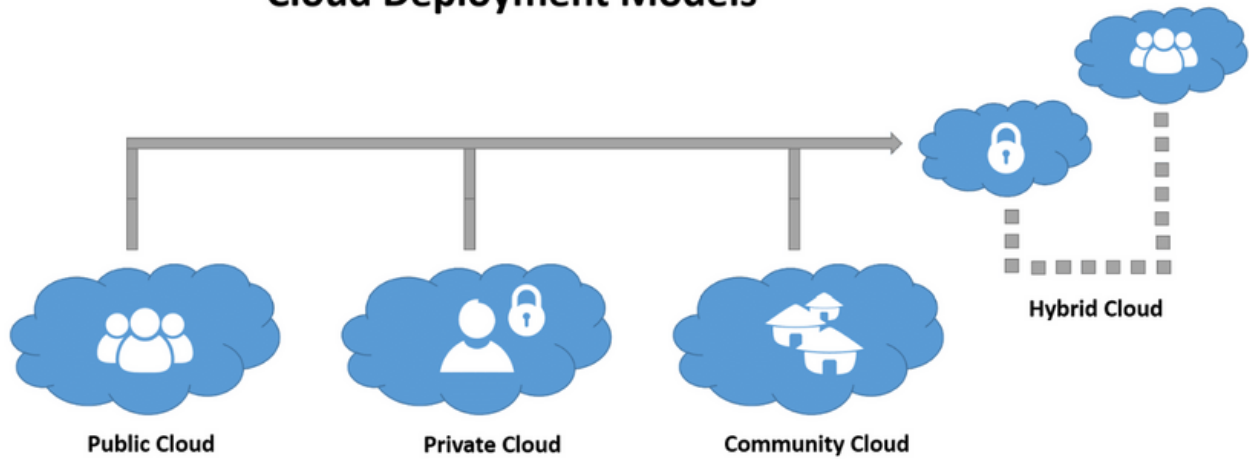 Cloud Deployment Models
Hybrid Cloud
Public Cloud
Private Cloud
Community Cloud